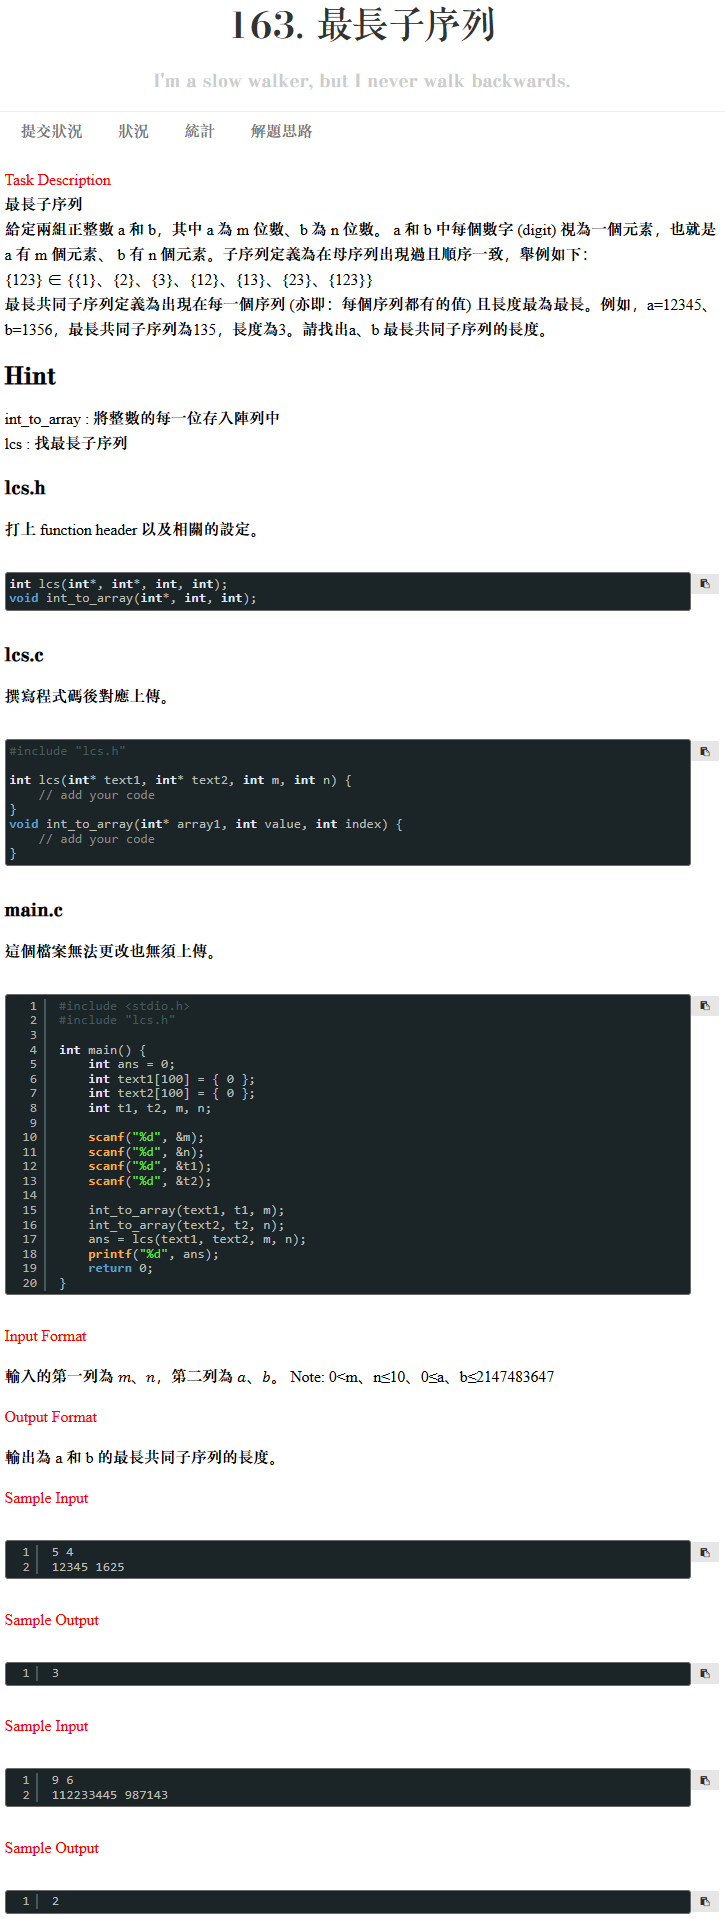 163. 最長子序列
I'm a slow walker, but I never walk backwards.
提交狀況 狀況 統計 解題思路
Task Description
最長子序列
給定兩組正整數 a 和 b，其中 a 為 m 位數、b 為 n 位數。 a 和 b 中每個數字 (digit) 視為一個元素，也就是
a 有 m 個元素、 b 有 n 個元素。子序列定義為在母序列出現過且順序一致，舉例如下：
{123} ∈ {{1}、{2}、{3}、{12}、{13}、{23}、{123}}
最長共同子序列定義為出現在每一個序列 (亦即：每個序列都有的值) 且長度最為最長。例如，a=12345、
b=1356，最長共同子序列為135，長度為3。請找出a、b 最長共同子序列的長度。
Hint
int_to_array : 將整數的每一位存入陣列中
lcs : 找最長子序列
lcs.h
打上 function header 以及相關的設定。
int lcs(int*, int*, int, int);
void int_to_array(int*, int, int);
lcs.c
撰寫程式碼後對應上傳。
#include "lcs.h"
int lcs(int* text1, int* text2, int m, int n) {
// add your code
}
void int_to_array(int* array1, int value, int index) {
// add your code
}
main.c
這個檔案無法更改也無須上傳。
1 #include <stdio.h>
2 #include "lcs.h"
3
4 int main() {
5 int ans = 0;
6 int text1[100] = { 0 };
7 int text2[100] = { 0 };
8 int t1, t2, m, n;
9
10 scanf("%d", &m);
11 scanf("%d", &n);
12 scanf("%d", &t1);
13 scanf("%d", &t2);
14
15 int_to_array(text1, t1, m);
16 int_to_array(text2, t2, n);
17 ans = lcs(text1, text2, m, n);
18 printf("%d", ans);
19 return 0;
20 }
Input Format
輸入的第一列為 m、n，第二列為 a、b。 Note: 0<m、n≤10、0≤a、b≤2147483647
Output Format
輸出為 a 和 b 的最長共同子序列的長度。
Sample Input
1 5 4
2 12345 1625
Sample Output
1 3
Sample Input
1 9 6
2 112233445 987143
Sample Output
1 2